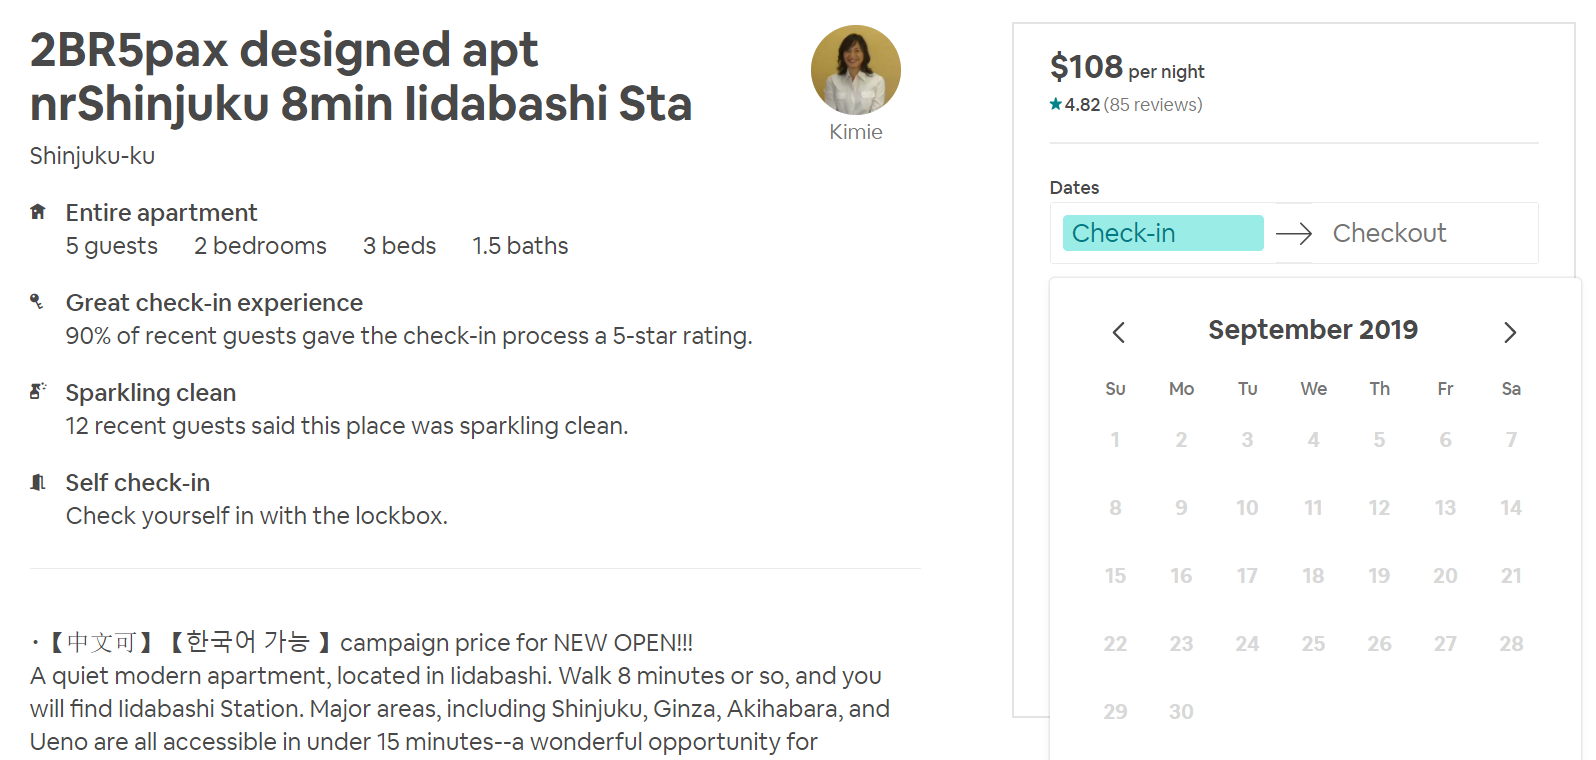 2BR5pax designed apt
nrShinjuku 8min Iidabashi Sta
Kimie
Shinjuku-ku
Entire apartment
5 guests 2 bedrooms 3 beds 1.5 baths
Great check-in experience
90% of recent guests gave the check-in process a 5-star rating.
Sparkling clean
12 recent guests said this place was sparkling clean.
Self check-in
Check yourself in with the lockbox.
・【中文可】【한국어 가능 】campaign price for NEW OPEN!!!
A quiet modern apartment, located in Iidabashi. Walk 8 minutes or so, and you
will find Iidabashi Station. Major areas, including Shinjuku, Ginza, Akihabara, and
Ueno are all accessible in under 15 minutes--a wonderful opportunity for
$108 per night
4.82 (85 reviews)
Dates
Check-in Checkout
September 2019
Su Mo Tu We Th Fr Sa
1 2 3 4 5 6 7
8 9 10 11 12 13 14
15 16 17 18 19 20 21
22 23 24 25 26 27 28
29 30